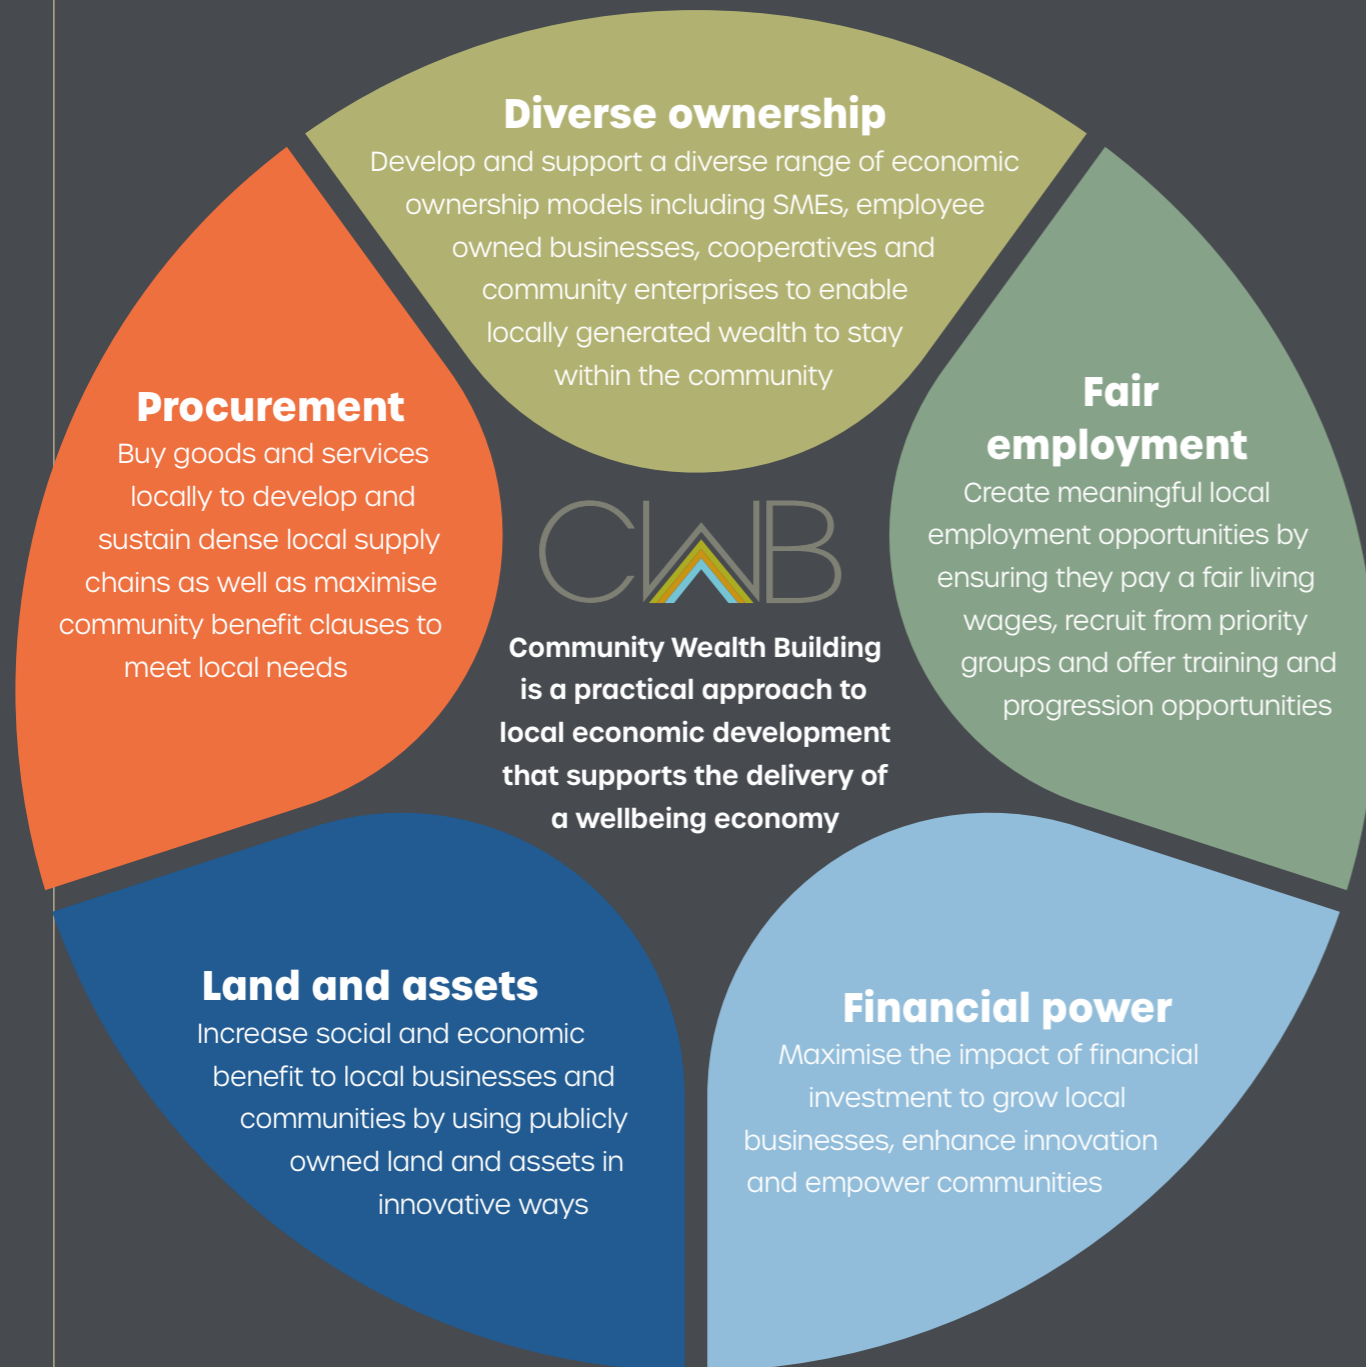 Diverse ownership
Develop and support a diverse range of economic
ownership models including SMEs, employee
owned businesses, cooperatives and
community enterprises to enable
locally generated wealth to stay
within the community
Procurement
Buy goods and services
locally to develop and
sustain dense local supply
chains as well as maximise
community benefit clauses to
meet local needs
Fair
employment
Create meaningful local
employment opportunities by
ensuring they pay a fair living
wages, recruit from priority
groups and offer training and
progression opportunities
CWB
Community Wealth Building
is a practical approach to
local economic development
that supports the delivery of
a wellbeing economy
Land and assets
Increase social and economic
benefit to local businesses and
communities by using publicly
owned land and assets in
innovative ways
Financial power
Maximise the impact of financial
investment to grow local
businesses, enhance innovation
and empower communities